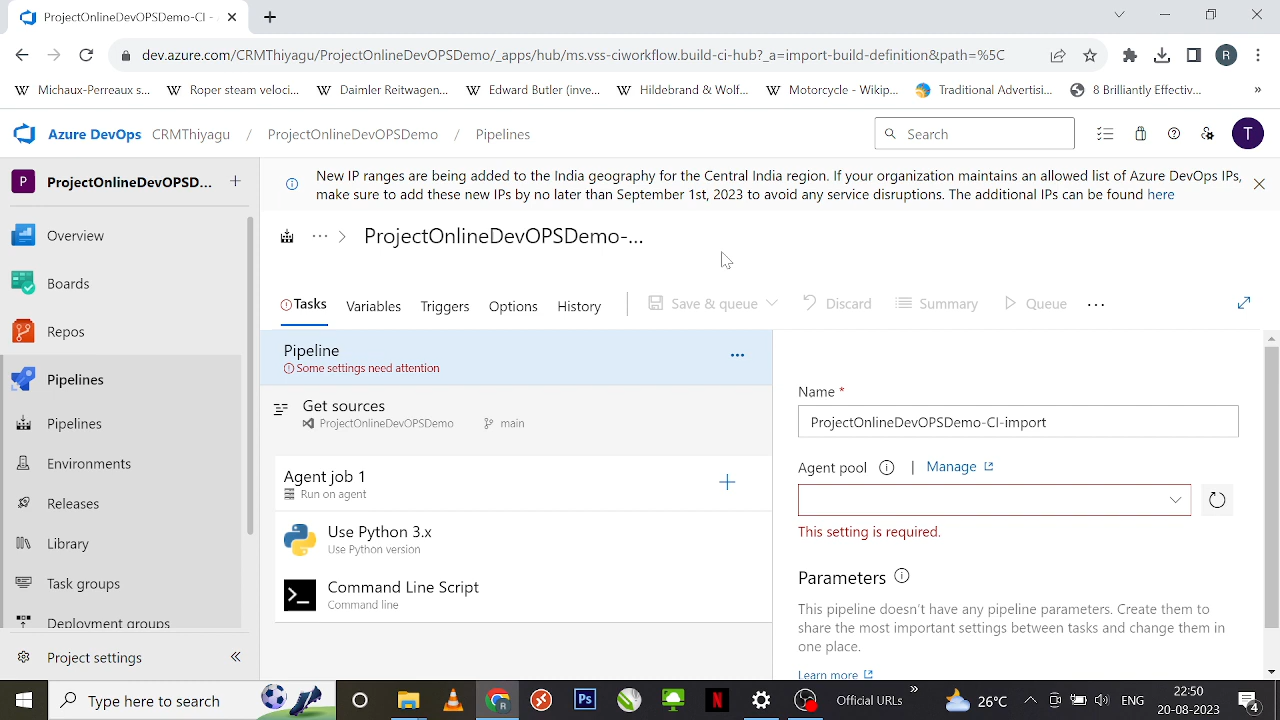 ProjectOnlineDevOPSDemo-CI -
dev.azure.com/CRMThiyagu/ProjectOnlineDevOPSDemo/_apps/hub/ms.vss-ciworkflow.build-ci-hub?_a=import-build-definition&path=%5C
R
Michaux-Perreaux s... Roper steam veloci... Daimler Reitwagen... Edward Butler (inve... Hildebrand & Wolf... Motorcycle - Wikip... Traditional Advertisi... 8 Brilliantly Effectiv... »
Azure DevOps CRMThiyagu / ProjectOnlineDevOPSDemo / Pipelines
Search
T
P ProjectOnlineDevOPSD... +
New IP ranges are being added to the India geography for the Central India region. If your organization maintains an allowed list of Azure DevOps IPs,
make sure to add these new IPs by no later than September 1st, 2023 to avoid any service disruptions. The additional IPs can be found here
Overview
Boards
Repos
Pipelines
Pipelines
Environments
Releases
Library
Task groups
Deployment groups
Project settings «
... > ProjectOnlineDevOPSDemo-...
Tasks Variables Triggers Options History Save & queue Discard Summary Queue ...
Pipeline ...
Some settings need attention
Get sources
ProjectOnlineDevOPSDemo main
Agent job 1 +
Run on agent
Use Python 3.x
Use Python version
Command Line Script
Command line
Name *
ProjectOnlineDevOPSDemo-CI-import
Agent pool | Manage
This setting is required.
Parameters
This pipeline doesn't have any pipeline parameters. Create them to
share the most important settings between tasks and change them in
one place.
Learn more
Type here to search
Ps
N
Official URLs »
26°C
ENG
22:50
20-08-2023
4